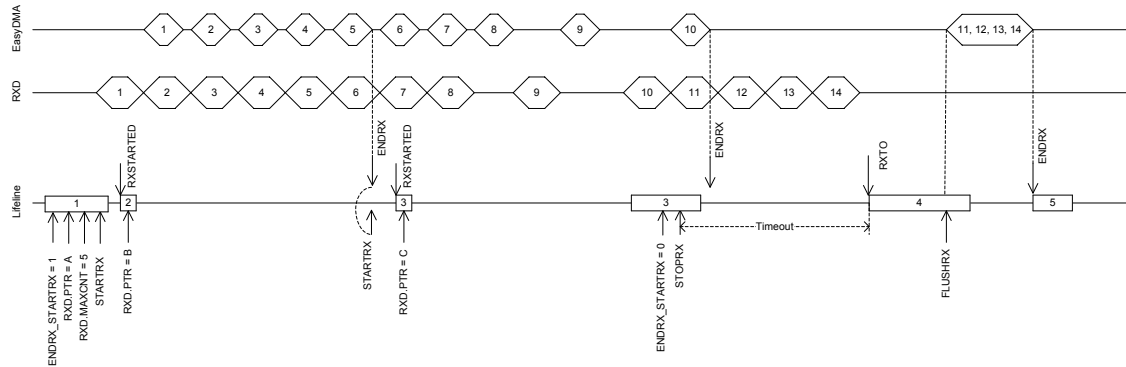 EasyDMA
1
2
3
4
5
6
7
8
9
10
11, 12, 13, 14
RXD
1
2
3
4
5
6
7
8
9
10
11
12
13
14
RXSTARTED
ENDRX
RXSTARTED
ENDRX
RXTO
ENDRX
Lifeline
1
2
3
3
4
5
Timeout
ENDRX_STARTRX = 1
RXD.PTR = A
RXD.MAXCNT = 5
STARTRX
RXD.PTR = B
STARTRX
RXD.PTR = C
ENDRX_STARTRX = 0
STOPRX
FLUSHRX